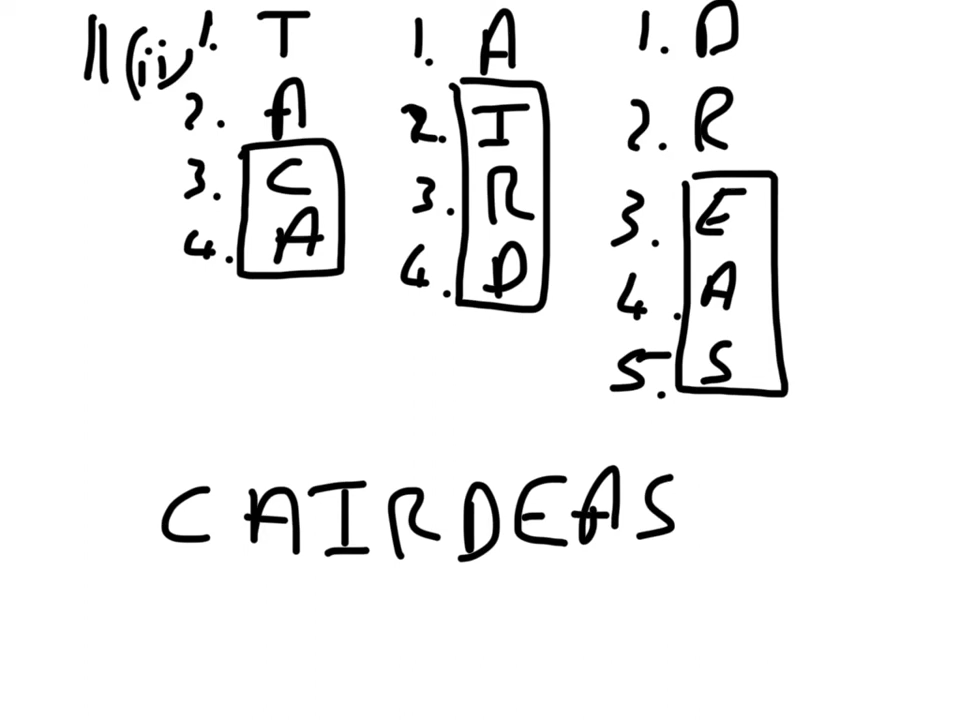 11(ii) 1. T 1. A 1. D
2. A 2. I 2. R
3. C 3. R 3. E
4. A 4. D 4. A
5. S
CAIRDEAS